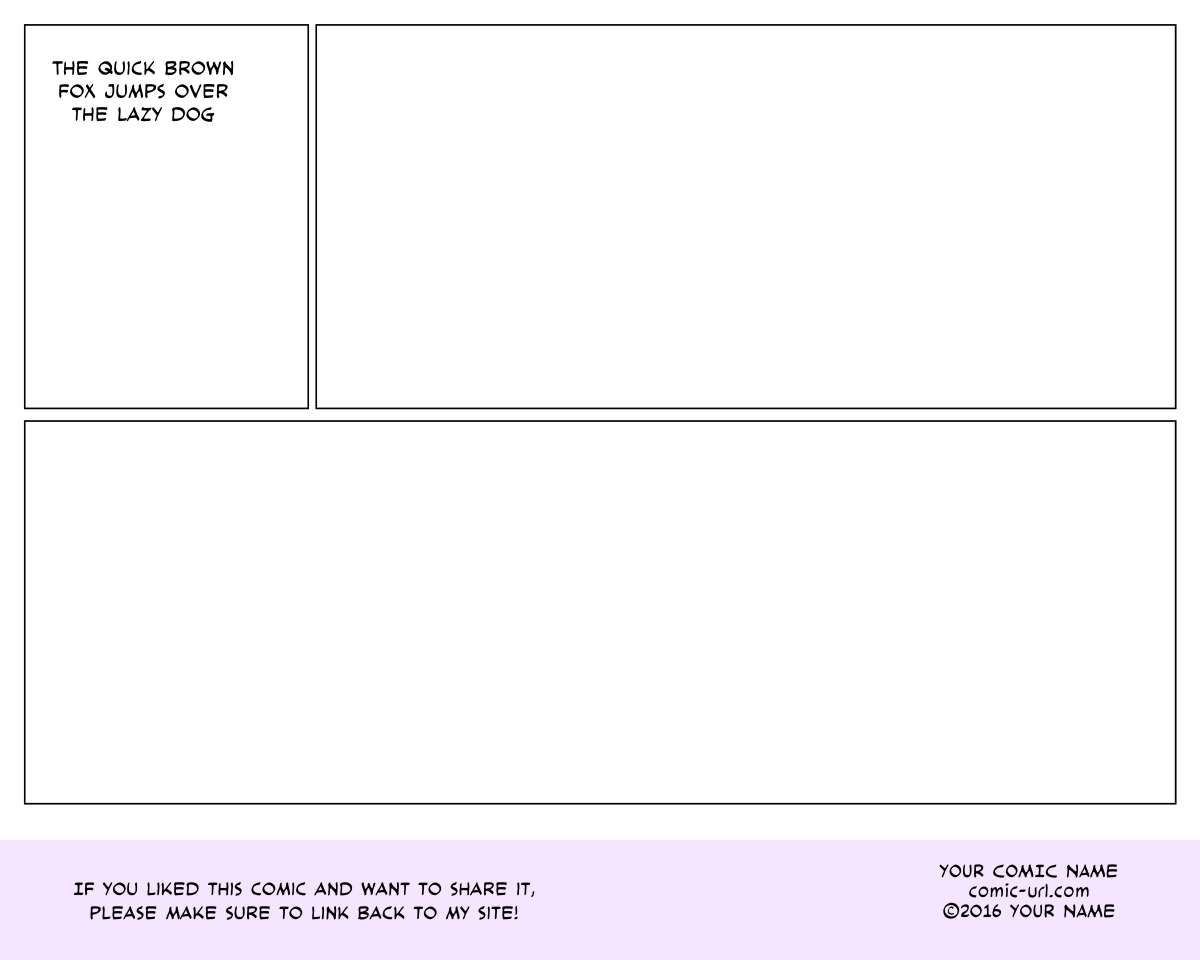 THE QUICK BROWN
FOX JUMPS OVER
THE LAZY DOG
IF YOU LIKED THIS COMIC AND WANT TO SHARE IT,
PLEASE MAKE SURE TO LINK BACK TO MY SITE!
YOUR COMIC NAME
comic-url.com
©2016 YOUR NAME